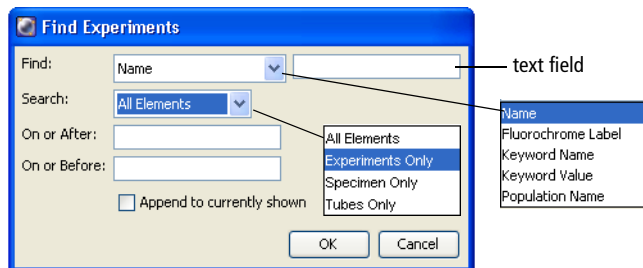 Find Experiments
Find:
Name
text field
Search:
All Elements
On or After:
On or Before:
Append to currently shown
OK
Cancel
All Elements
Experiments Only
Specimen Only
Tubes Only
Name
Fluorochrome Label
Keyword Name
Keyword Value
Population Name